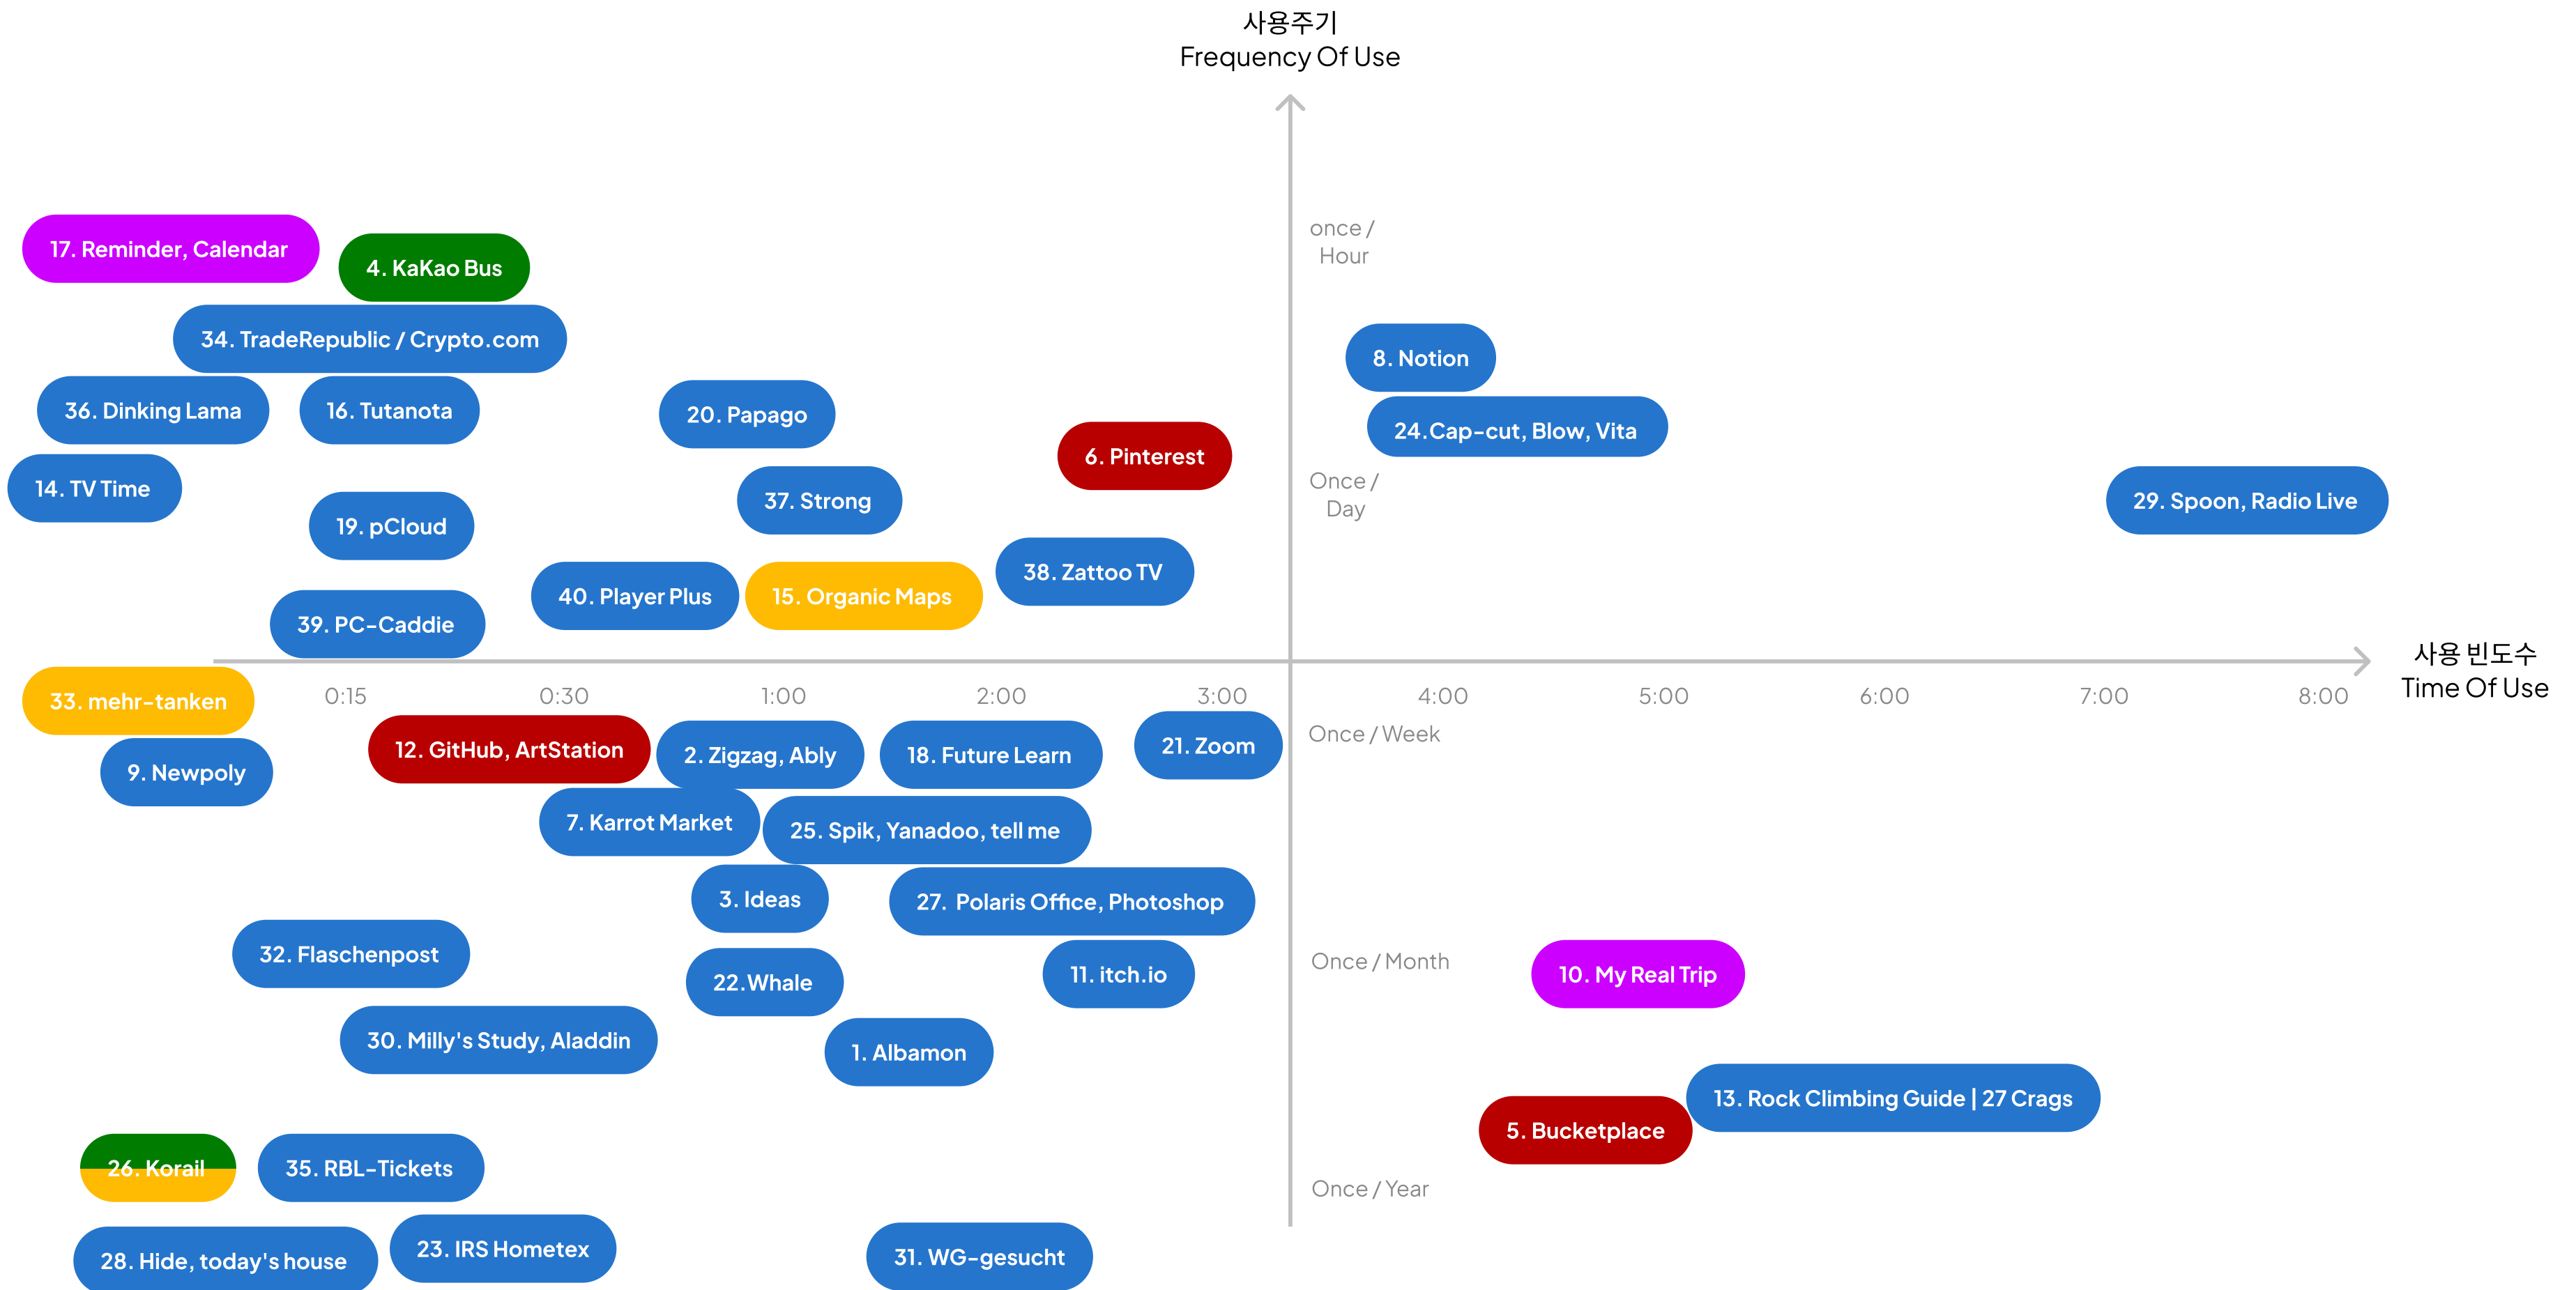 사용주기
Frequency Of Use
once /
Hour
17. Reminder, Calendar
4. KaKao Bus
34. TradeRepublic / Crypto.com
8. Notion
36. Dinking Lama
16. Tutanota
20. Papago
24.Cap-cut, Blow, Vita
6. Pinterest
14. TV Time
37. Strong
Once /
Day
29. Spoon, Radio Live
19. pCloud
38. Zattoo TV
40. Player Plus
15. Organic Maps
39. PC-Caddie
사용 빈도수
Time Of Use
33. mehr-tanken
0:15
0:30
1:00
2:00
3:00
4:00
5:00
6:00
7:00
8:00
Once / Week
12. GitHub, ArtStation
2. Zigzag, Ably
18. Future Learn
21. Zoom
9. Newpoly
7. Karrot Market
25. Spik, Yanadoo, tell me
3. Ideas
27. Polaris Office, Photoshop
32. Flaschenpost
22.Whale
11. itch.io
Once / Month
10. My Real Trip
30. Milly's Study, Aladdin
1. Albamon
13. Rock Climbing Guide | 27 Crags
5. Bucketplace
26. Korail
35. RBL-Tickets
Once / Year
28. Hide, today's house
23. IRS Hometex
31. WG-gesucht